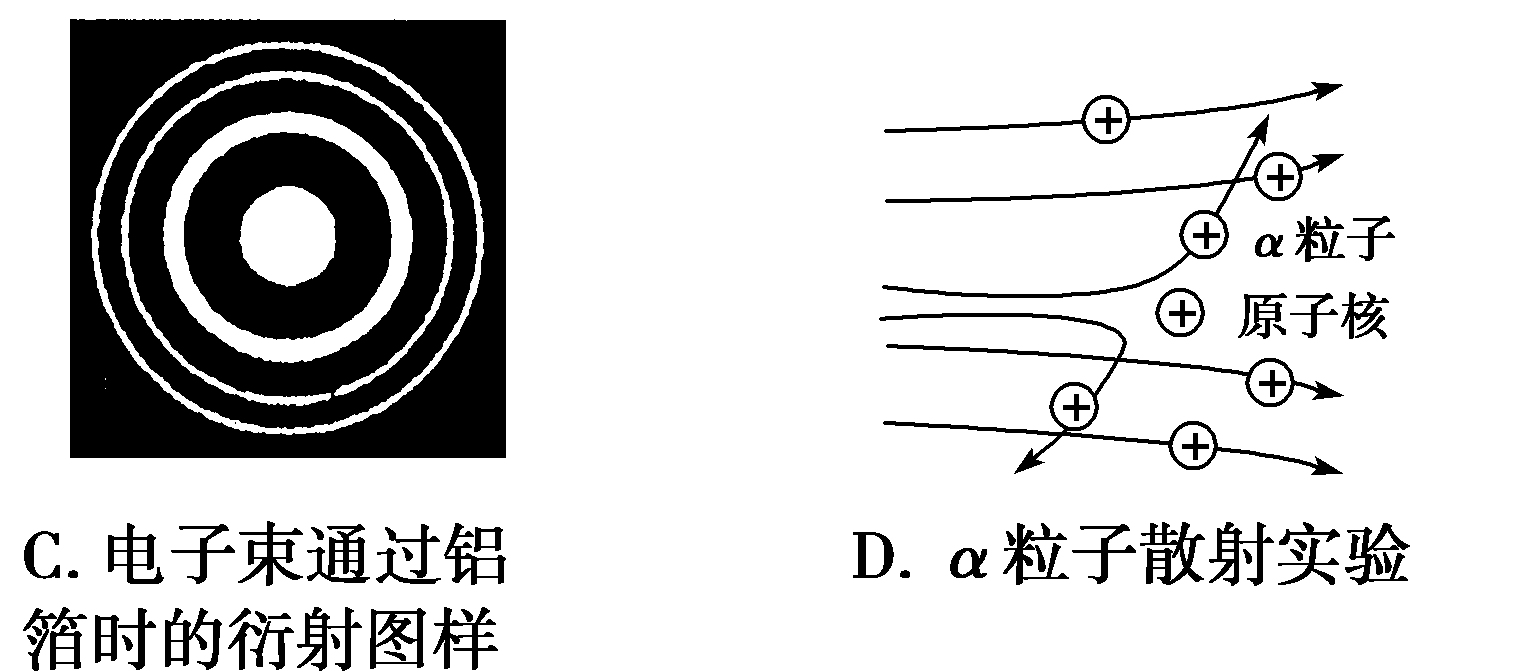 α粒子
原子核
C. 电子束通过铝
箔时的衍射图样
D. α粒子散射实验